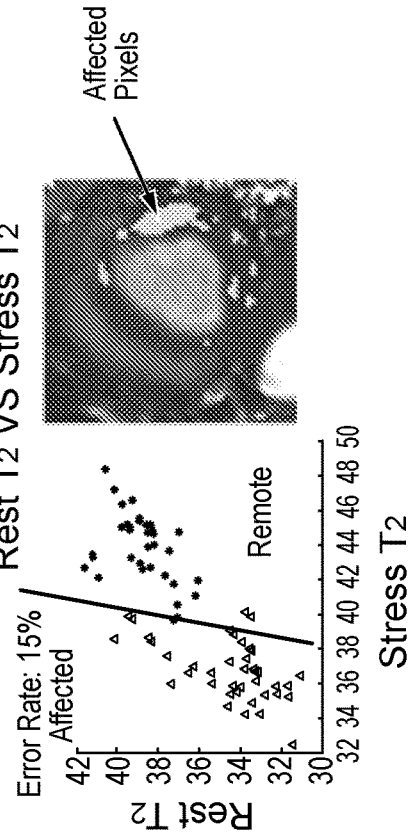 Rest T2 VS Stress T2
Error Rate: 15%
Affected
Affected
Pixels
Remote
Rest T2
42
40
38
36
34
32
30
32 34 36 38 40 42 44 46 48 50
Stress T2